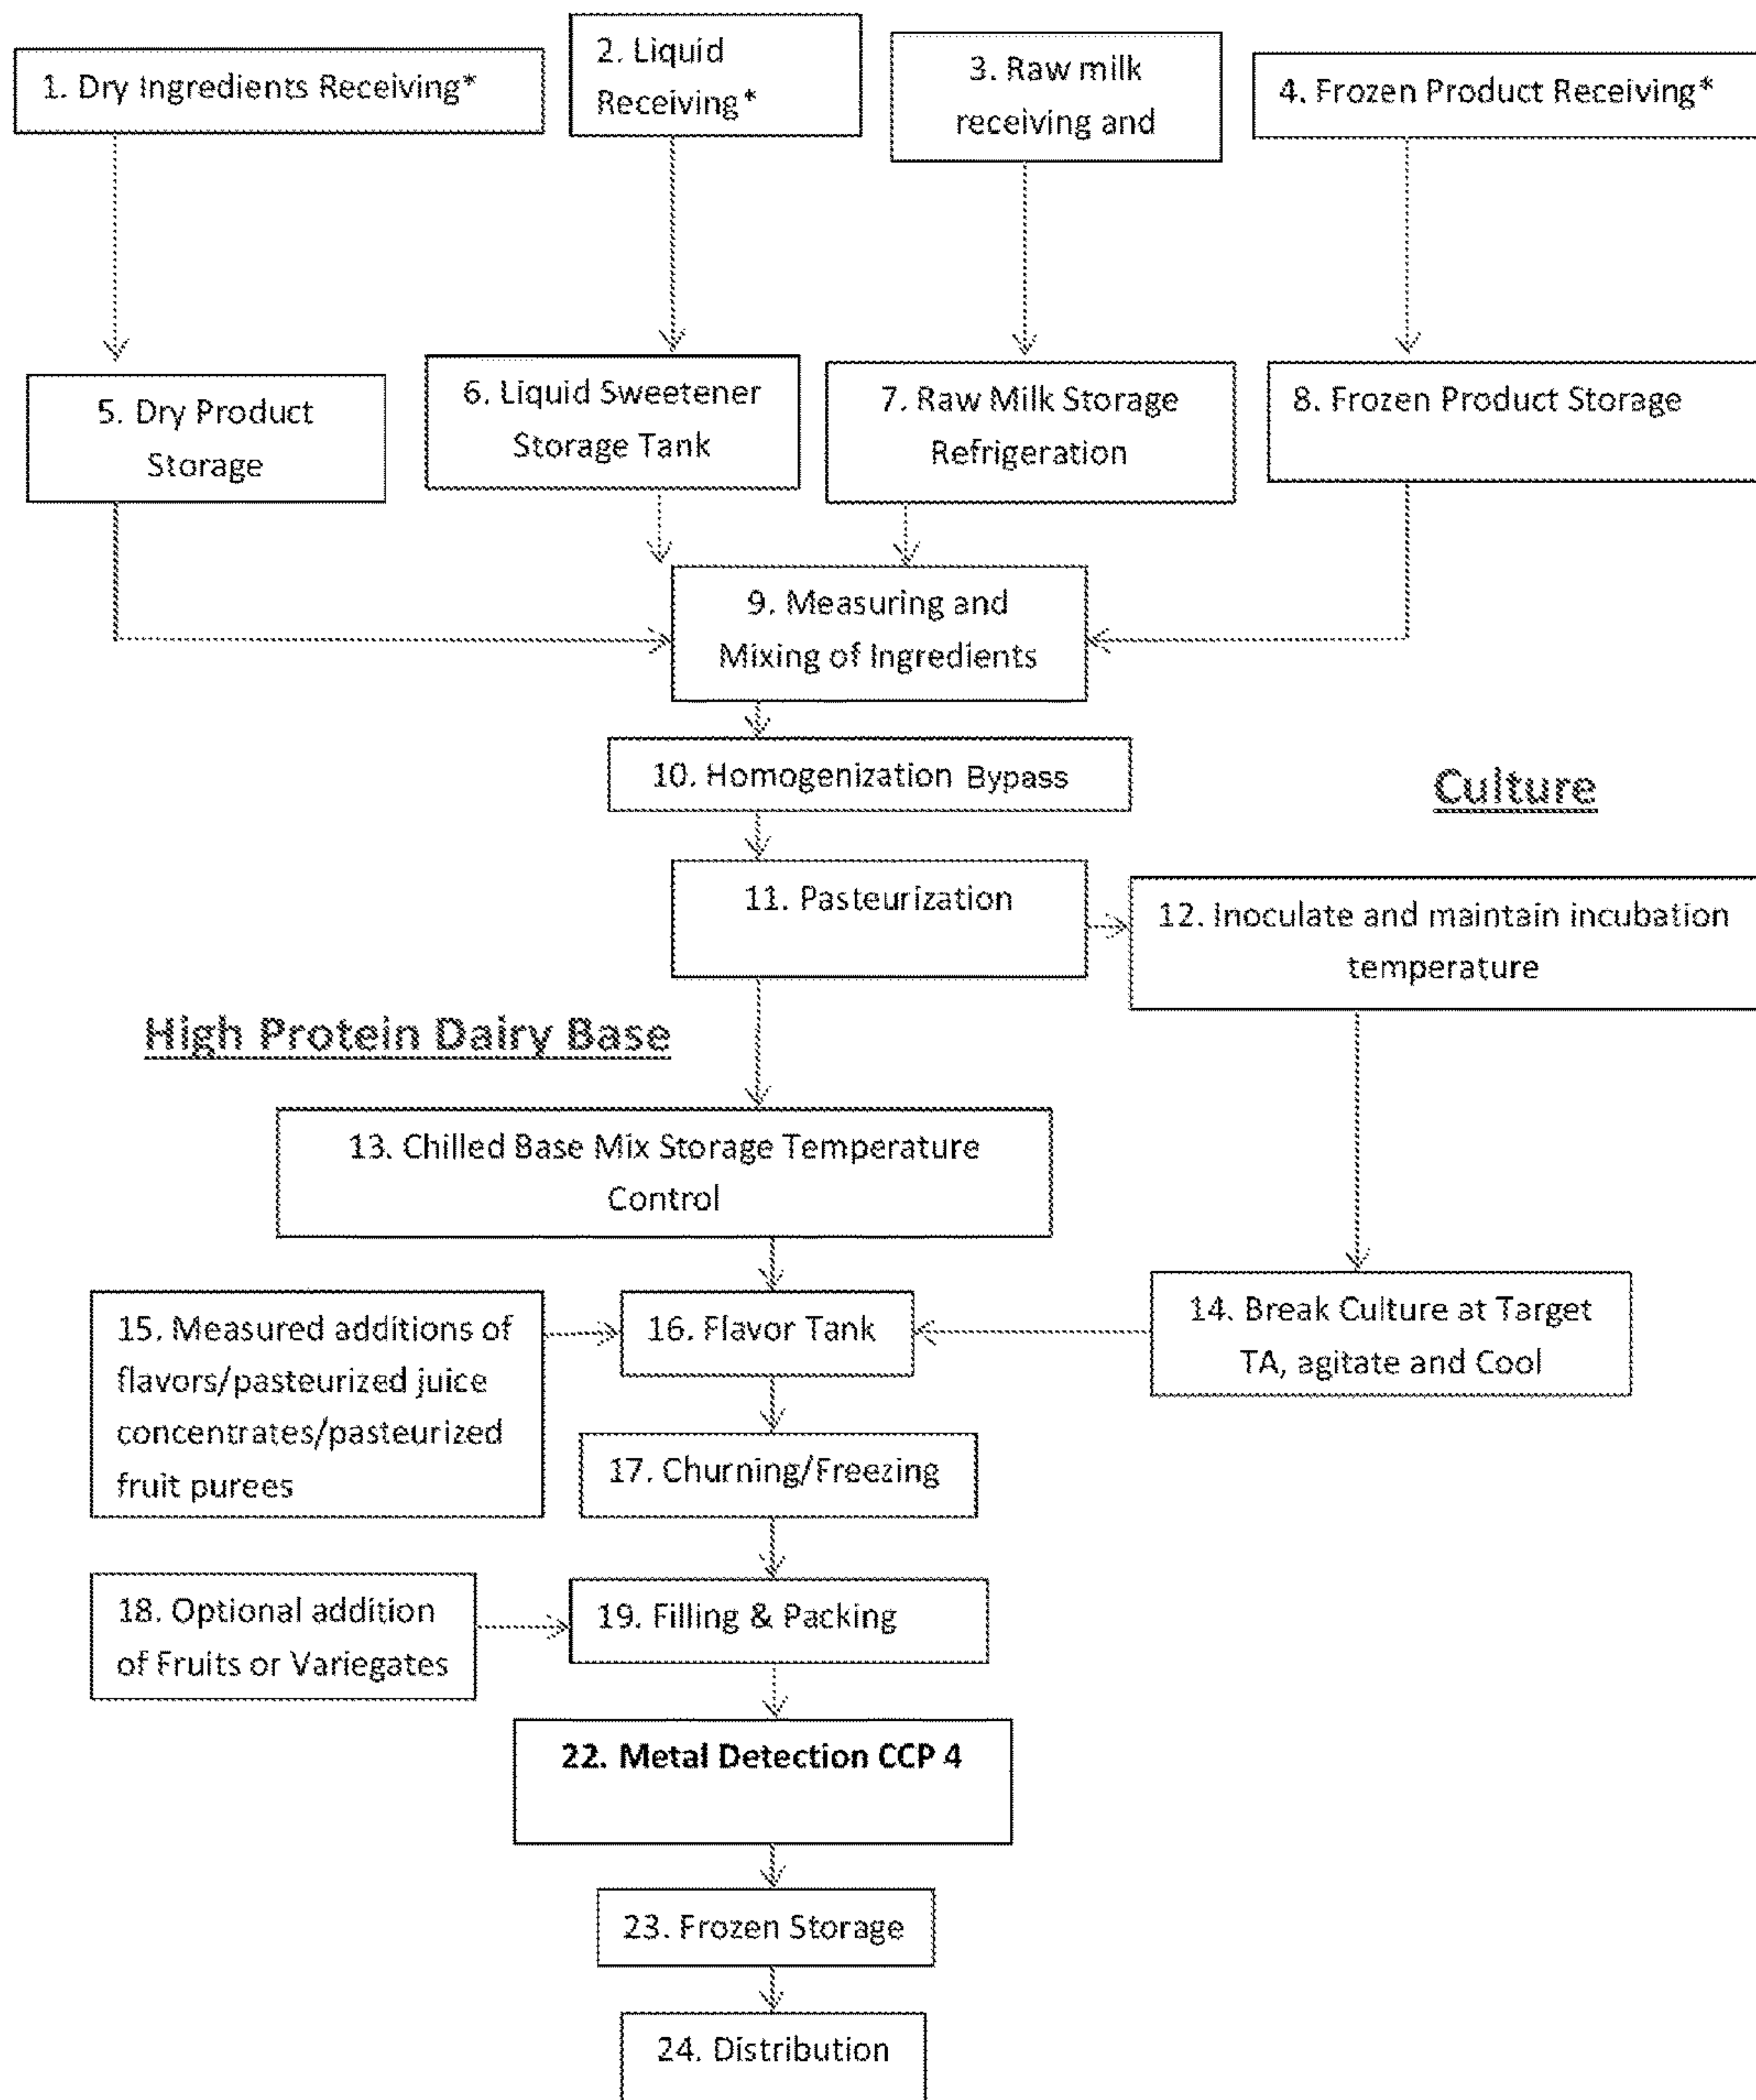 1. Dry Ingredients Receiving*
2. Liquid
Receiving*
3. Raw milk
receiving and
4. Frozen Product Receiving*
5. Dry Product
Storage
6. Liquid Sweetener
Storage Tank
7. Raw Milk Storage
Refrigeration
8. Frozen Product Storage
9. Measuring and
Mixing of Ingredients
10. Homogenization Bypass
Culture
11. Pasteurization
12. Inoculate and maintain incubation
temperature
High Protein Dairy Base
13. Chilled Base Mix Storage Temperature
Control
14. Break Culture at Target
TA, agitate and Cool
15. Measured additions of
flavors/pasteurized juice
concentrates/pasteurized
fruit purees
16. Flavor Tank
17. Churning/Freezing
18. Optional addition
of Fruits or Variegates
19. Filling & Packing
22. Metal Detection CCP 4
23. Frozen Storage
24. Distribution